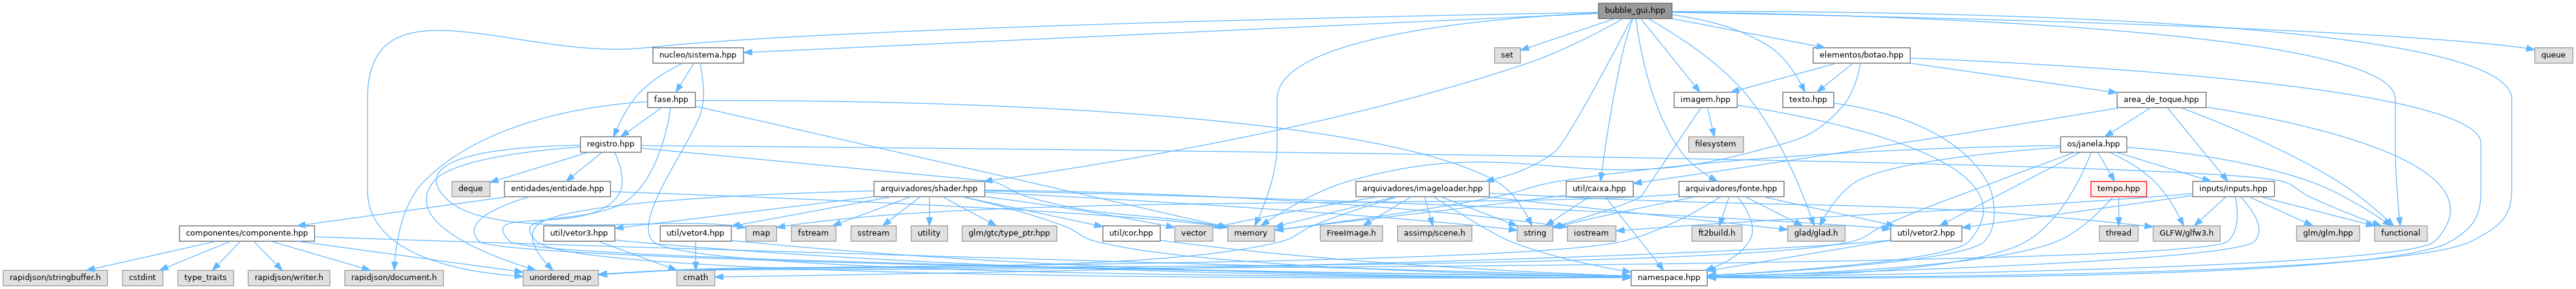 bubble_gui.hpp
nucleo/sistema.hpp
set
elementos/botao.hpp
queue
fase.hpp
imagem.hpp
texto.hpp
area_de_toque.hpp
registro.hpp
filesystem
os/janela.hpp
deque
entidades/entidade.hpp
arquivadores/shader.hpp
arquivadores/imageloader.hpp
util/caixa.hpp
arquivadores/fonte.hpp
tempo.hpp
inputs/inputs.hpp
componentes/componente.hpp
util/vetor3.hpp
util/vetor4.hpp
map
fstream
sstream
utility
glm/gtc/type_ptr.hpp
util/cor.hpp
vector
memory
FreeImage.h
assimp/scene.h
string
iostream
ft2build.h
glad/glad.h
util/vetor2.hpp
thread
GLFW/glfw3.h
glm/glm.hpp
functional
rapidjson/stringbuffer.h
cstdint
type_traits
rapidjson/writer.h
rapidjson/document.h
unordered_map
cmath
namespace.hpp